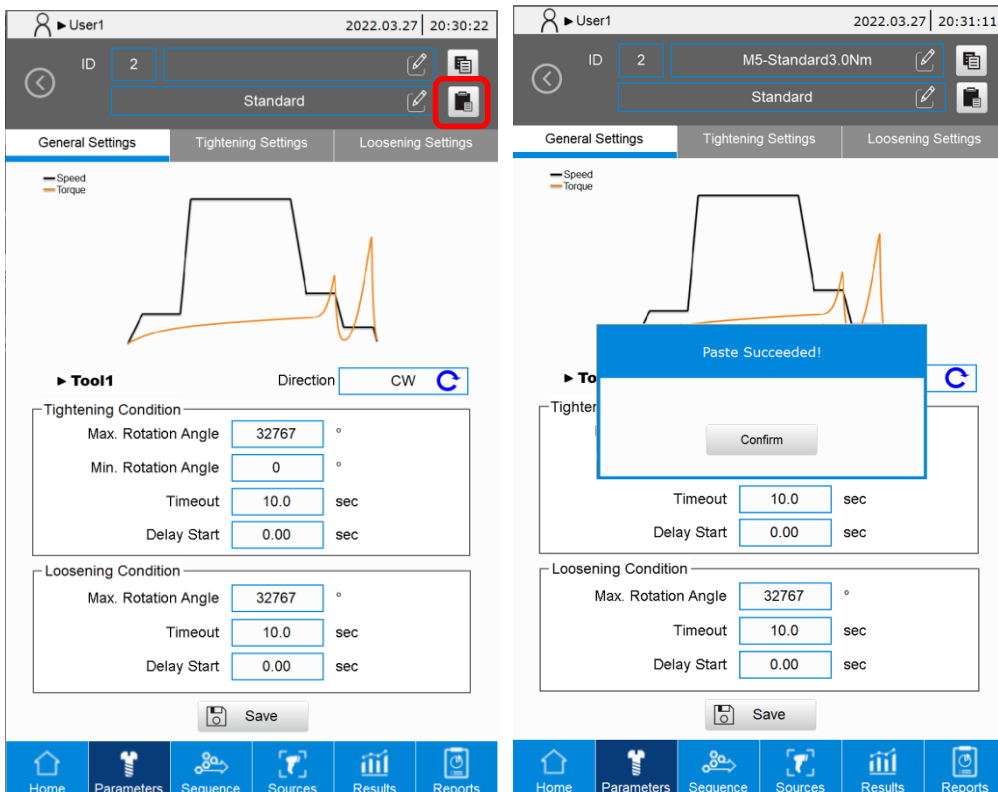 ►User1 2022.03.27 20:30:22
ID 2
Standard
General Settings Tightening Settings Loosening Settings
Speed
Torque
►Tool1 Direction CW
Tightening Condition
Max. Rotation Angle 32767 °
Min. Rotation Angle 0 °
Timeout 10.0 sec
Delay Start 0.00 sec
Loosening Condition
Max. Rotation Angle 32767 °
Timeout 10.0 sec
Delay Start 0.00 sec
Save
Home Parameters Sequence Sources Results Reports
►User1 2022.03.27 20:31:11
ID 2 M5-Standard3.0Nm
Standard
General Settings Tightening Settings Loosening Settings
Speed
Torque
Paste Succeeded!
►To
Tighter
Confirm
Timeout 10.0 sec
Delay Start 0.00 sec
Loosening Condition
Max. Rotation Angle 32767 °
Timeout 10.0 sec
Delay Start 0.00 sec
Save
Home Parameters Sequence Sources Results Reports